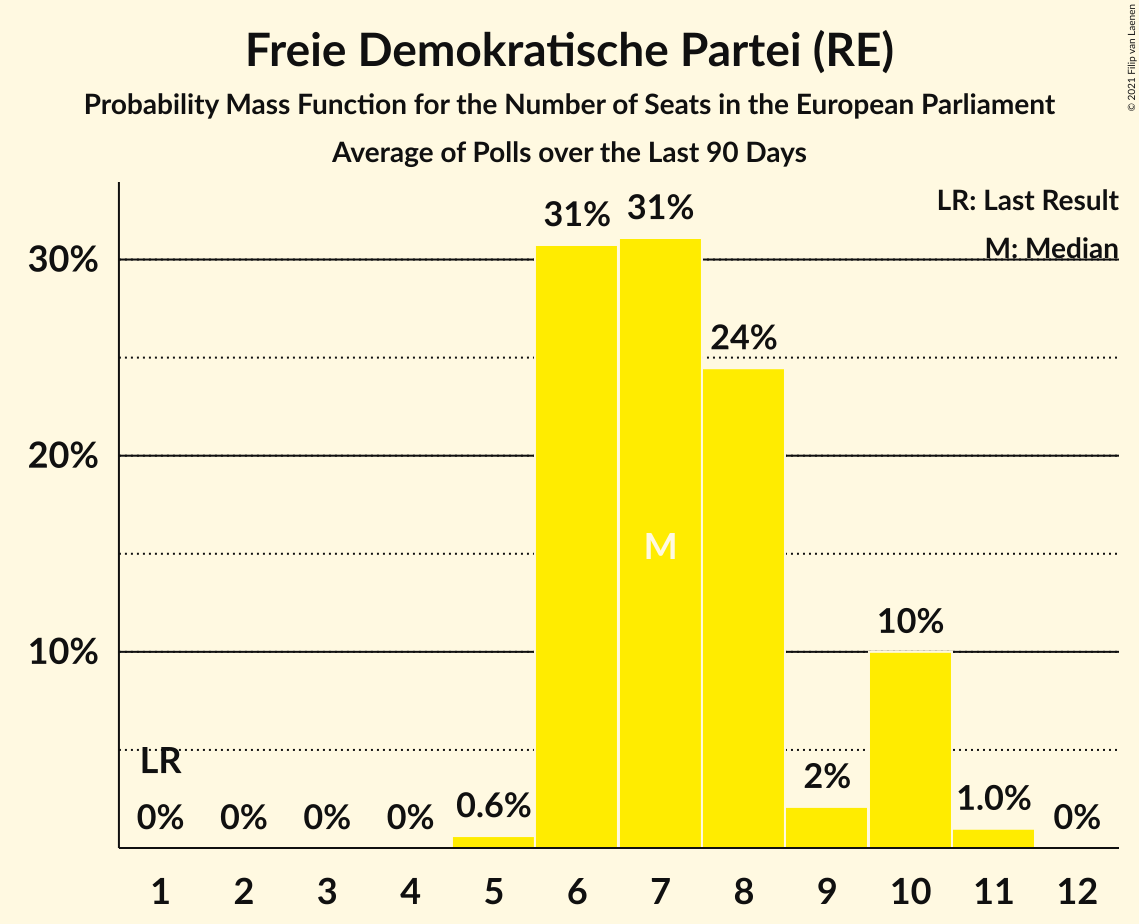 © 2021 Filip van Laenen
Freie Demokratische Partei (RE)
Probability Mass Function for the Number of Seats in the European Parliament
Average of Polls over the Last 90 Days
LR: Last Result
M: Median
30%
20%
10%
31%
31%
24%
M
10%
LR
2%
0%
0%
0%
0%
0.6%
1.0%
0%
1 2 3 4 5 6 7 8 9 10 11 12